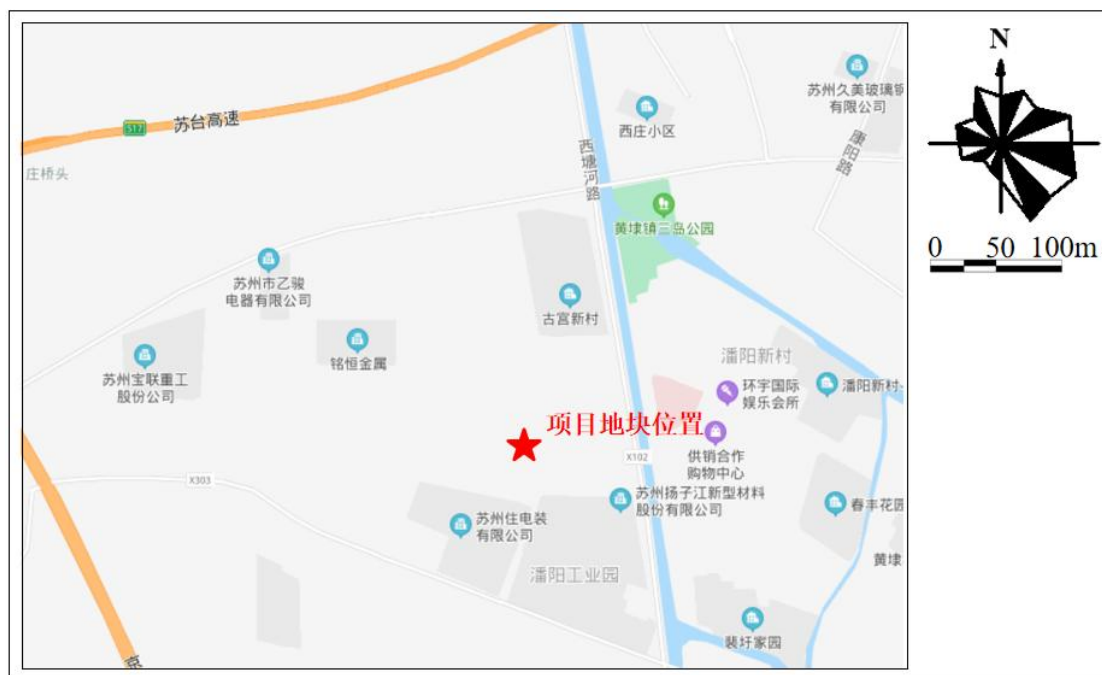 N
0 50 100m
苏台高速
S17
庄桥头
西塘河路
西庄小区
苏州久美玻璃钢
有限公司
康阳路
黄埭镇三岛公园
苏州市乙骏
电器有限公司
古宫新村
铭恒金属
苏州宝联重工
股份公司
潘阳新村
环宇国际
娱乐会所
潘阳新村
项目地块位置
供销合作
购物中心
X102
X303
苏州扬子江新型材料
股份有限公司
春丰花园
苏州住电装
有限公司
黄埭
潘阳工业园
裴圩家园
京